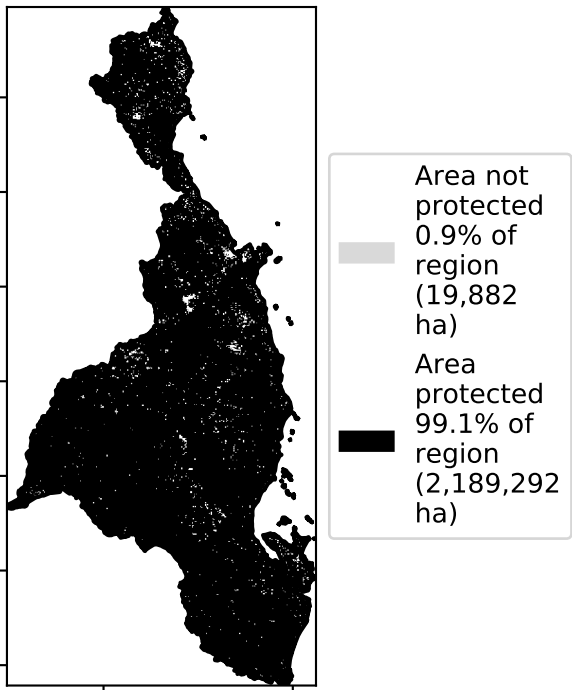 Area not
protected
0.9% of
region
(19,882
ha)
Area
protected
99.1% of
region
(2,189,292
ha)